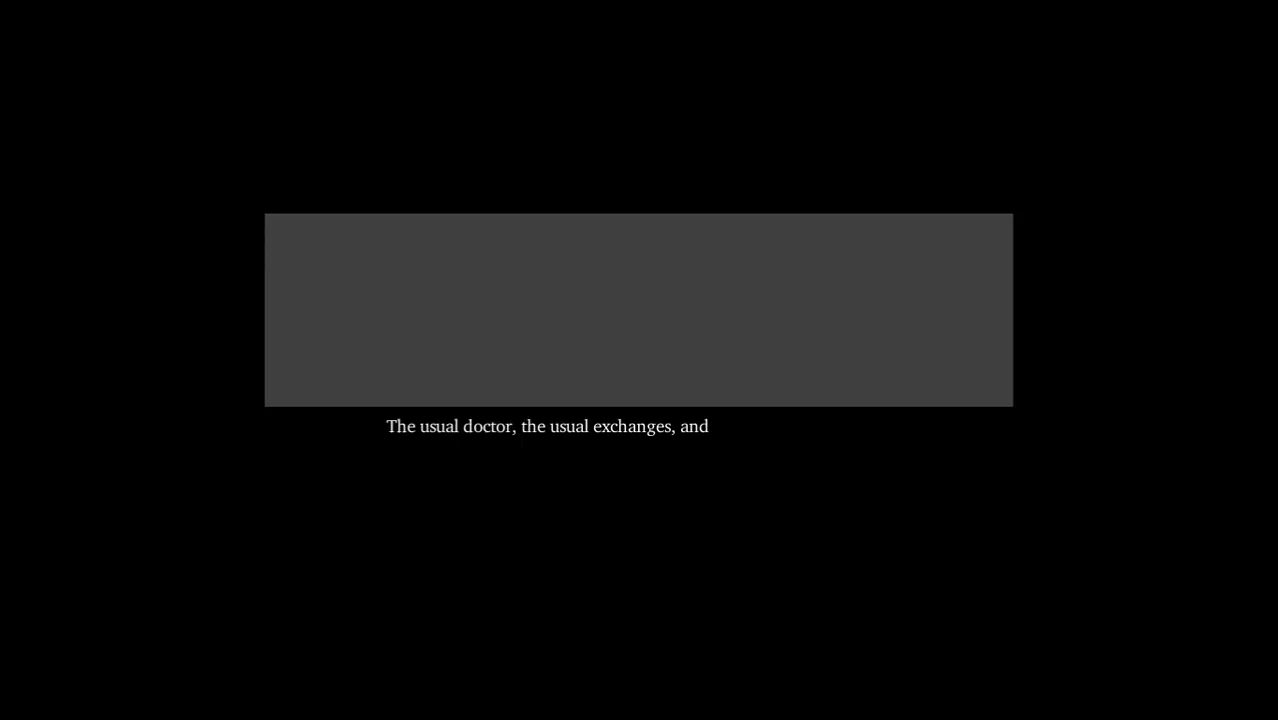 The usual doctor, the usual exchanges, and